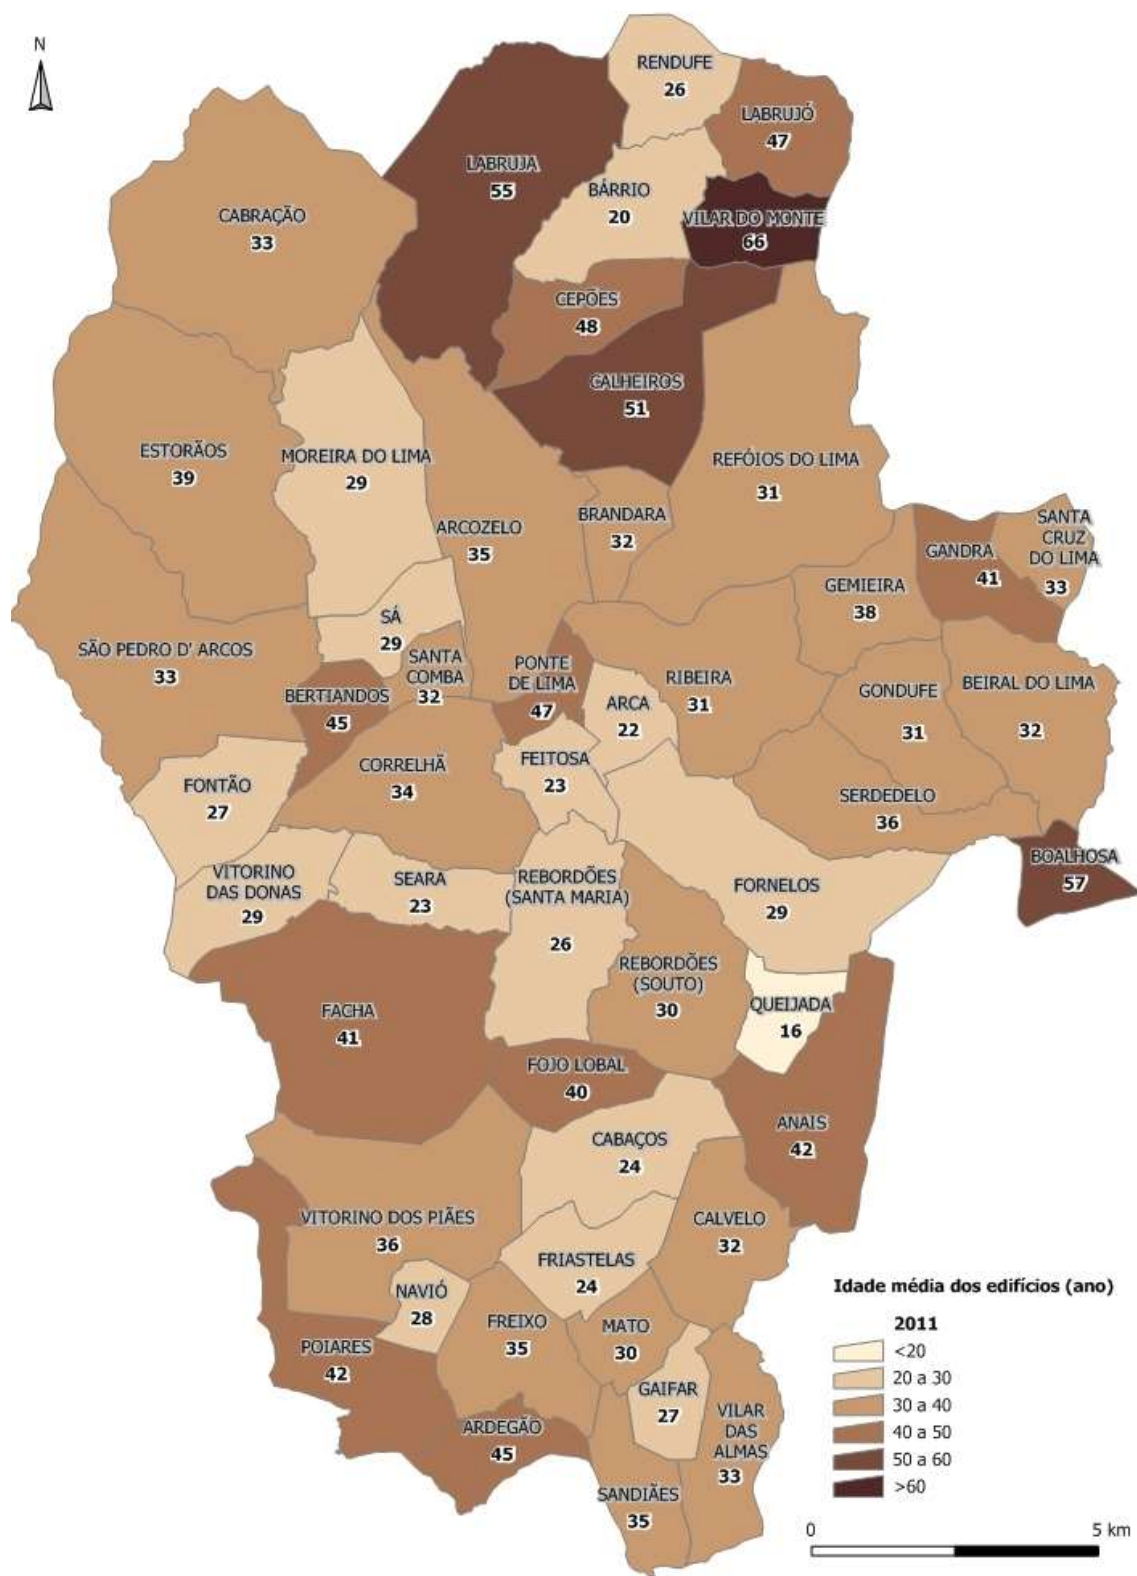 N
RENDUFE
26
LABRUJÓ
47
LABRUJA
55
BÁRRIO
20
VILAR DO MONTE
66
CABRAÇÃO
33
CEPÕES
48
CALHEIROS
51
ESTORÃOS
39
MOREIRA DO LIMA
29
REFÓIOS DO LIMA
31
ARCOZELO
35
BRANDARA
32
GANDRA
41
SANTA
CRUZ
DO LIMA
33
GEMIEIRA
38
SÁ
29
SÃO PEDRO D' ARCOS
33
SANTA
COMBA
32
BERTIANDOS
45
PONTE
DE LIMA
47
ARCA
22
RIBEIRA
31
GONDUFE
31
BEIRAL DO LIMA
32
FONTÃO
27
CORRELHÃ
34
FEITOSA
23
SERDEDELO
36
BOALHOSA
57
VITORINO
DAS DONAS
29
SEARA
23
REBORDÕES
(SANTA MARIA)
26
FORNELOS
29
REBORDÕES
(SOUTO)
30
QUEIJADA
16
FACHA
41
FOJO LOBAL
40
ANAIS
42
CABAÇOS
24
VITORINO DOS PIÃES
36
CALVELO
32
FRIASTELAS
24
NAVIÓ
28
FREIXO
35
MATO
30
POIARES
42
GAIFAR
27
VILAR
DAS
ALMAS
33
ARDEGÃO
45
SANDIÃES
35
Idade média dos edifícios (ano)
2011
<20
20 a 30
30 a 40
40 a 50
50 a 60
>60
0
5 km